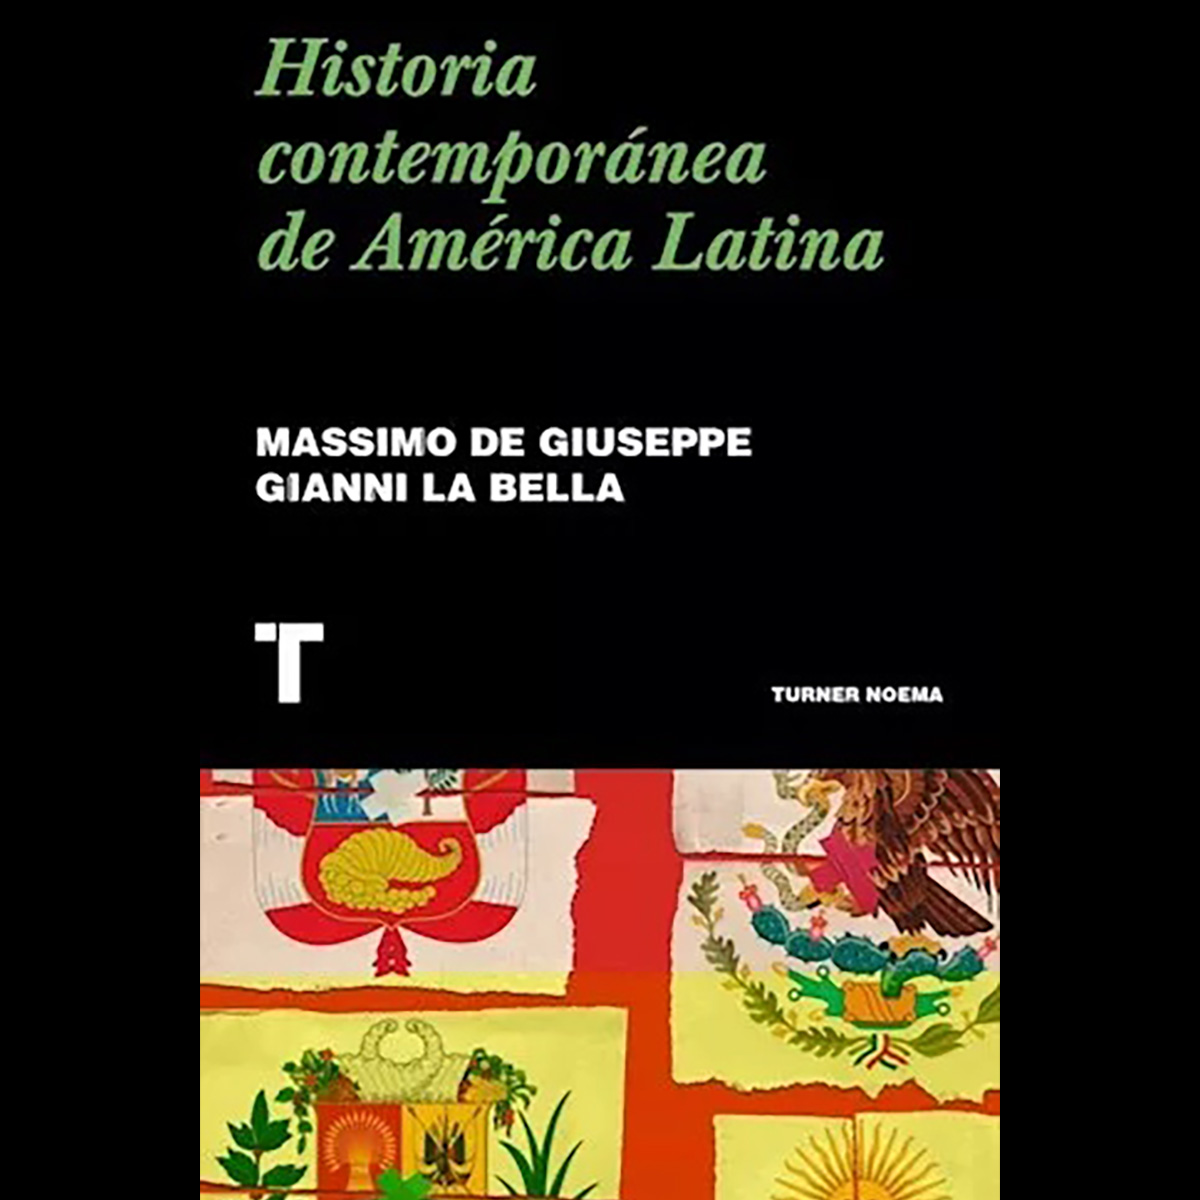 Historia
contemporánea
de América Latina
MASSIMO DE GIUSEPPE
GIANNI LA BELLA
T
TURNER NOEMA